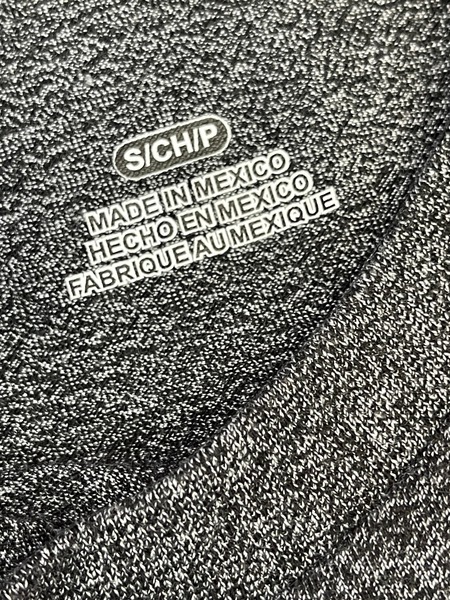 S/CH/P
MADE IN MEXICO
HECHO EN MEXICO
FABRIQUE AU MEXIQUE